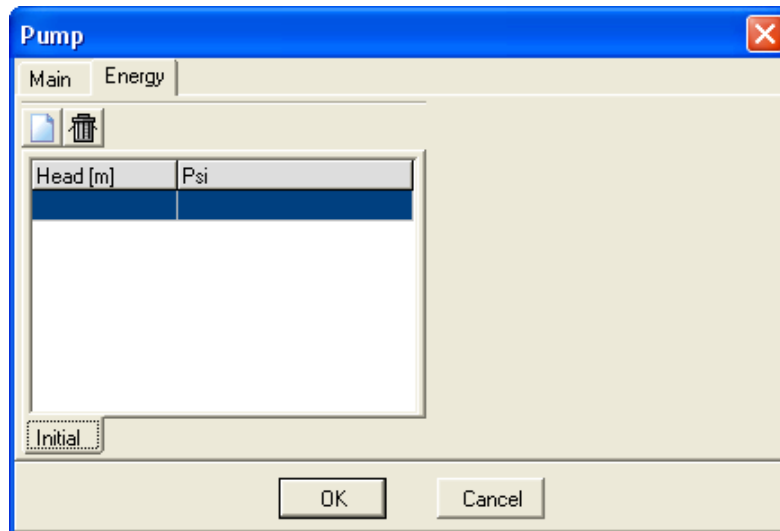 Pump
Main Energy
Head [m] Psi
Initial
OK Cancel